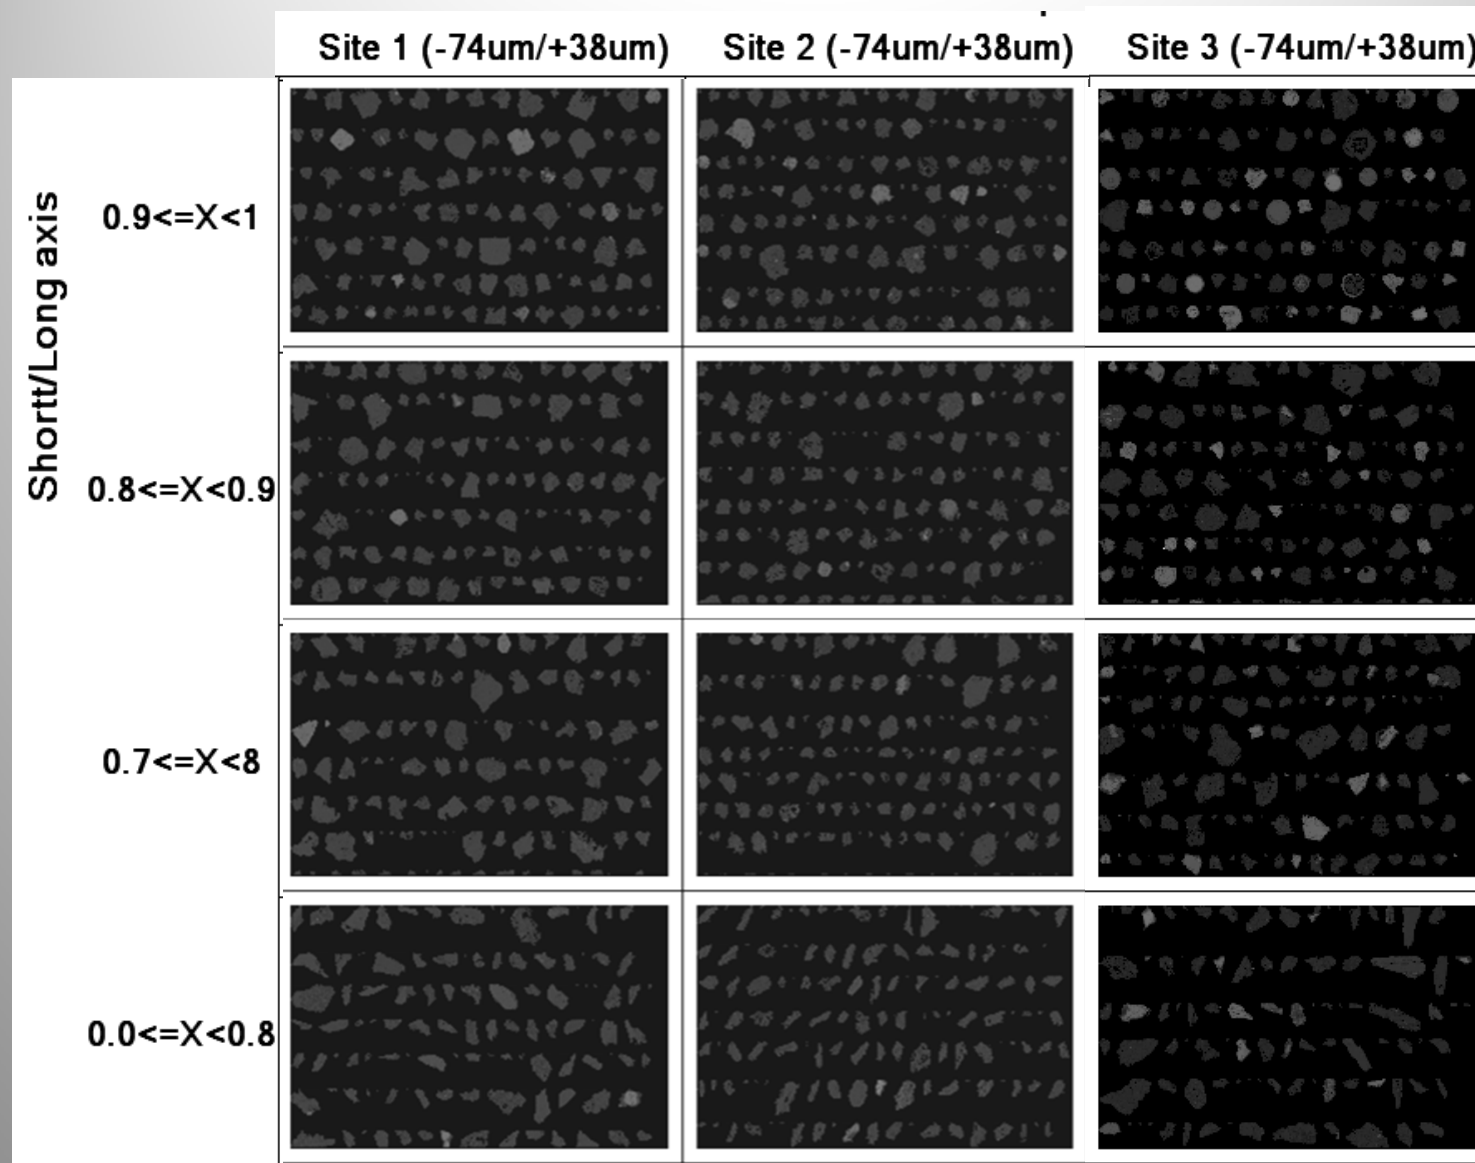 Site 1 (-74um/+38um)
Site 2 (-74um/+38um)
Site 3 (-74um/+38um)
Shortt/Long axis
0.9<=X<1
0.8<=X<0.9
0.7<=X<8
0.0<=X<0.8